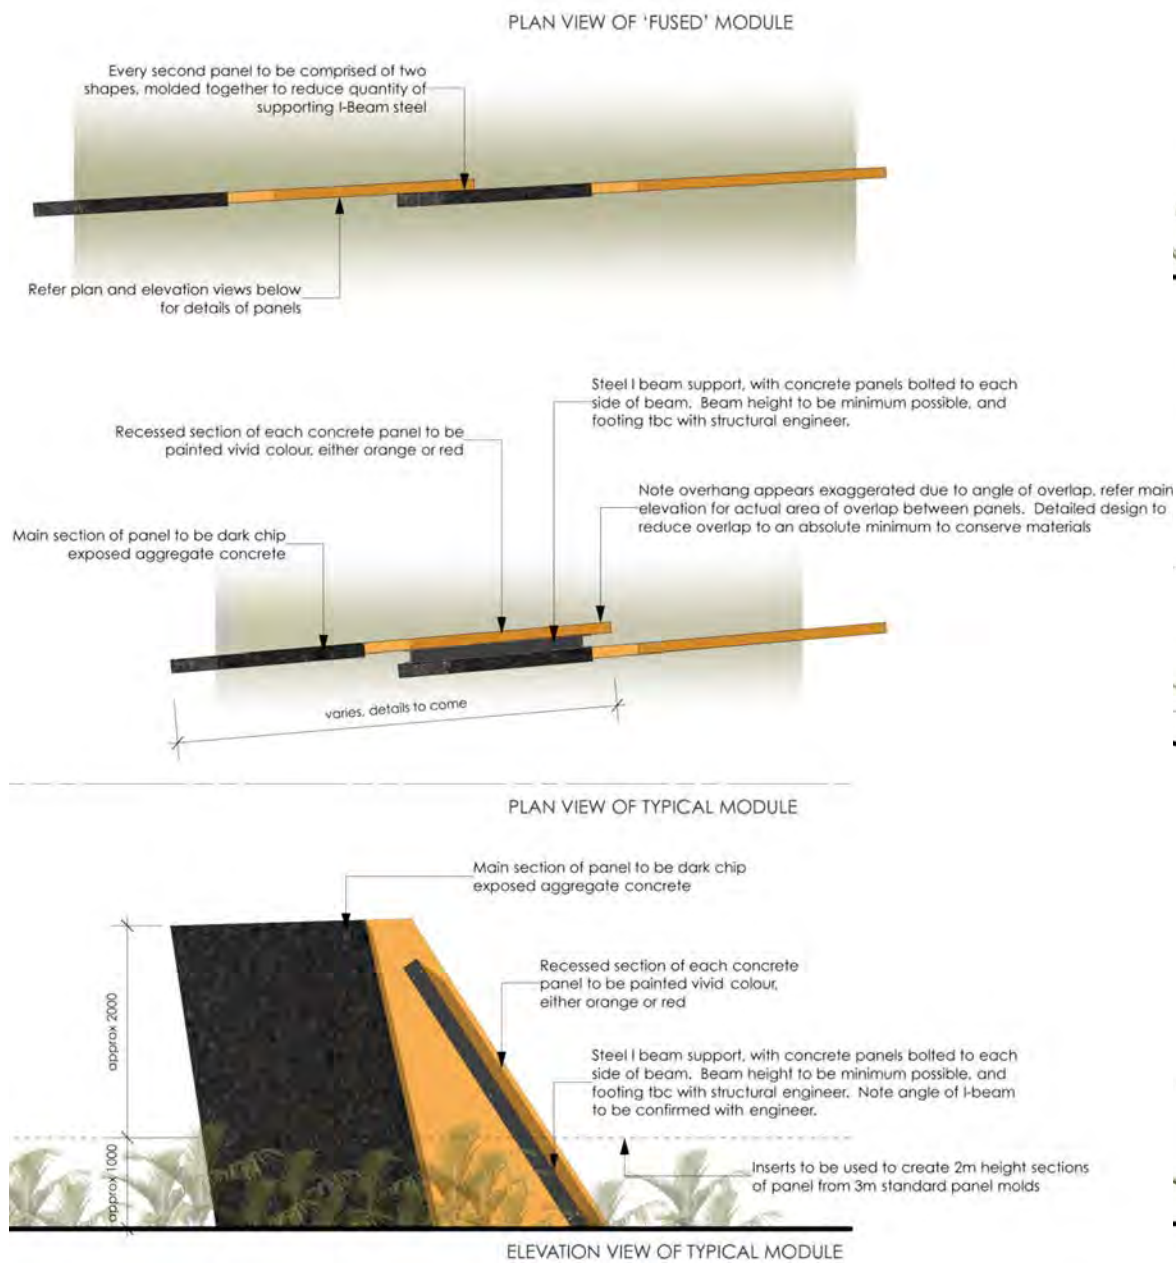 PLAN VIEW OF ‘FUSED’ MODULE
Every second panel to be comprised of two
shapes, molded together to reduce quantity of
supporting I-Beam steel
Refer plan and elevation views below
for details of panels
Steel I beam support, with concrete panels bolted to each
side of beam. Beam height to be minimum possible, and
footing tbc with structural engineer.
Recessed section of each concrete panel to be
painted vivid colour, either orange or red
Note overhang appears exaggerated due to angle of overlap, refer main
elevation for actual area of overlap between panels. Detailed design to
reduce overlap to an absolute minimum to conserve materials
Main section of panel to be dark chip
exposed aggregate concrete
varies, details to come
PLAN VIEW OF TYPICAL MODULE
Main section of panel to be dark chip
exposed aggregate concrete
Recessed section of each concrete
panel to be painted vivid colour,
either orange or red
approx 2000
Steel I beam support, with concrete panels bolted to each
side of beam. Beam height to be minimum possible, and
footing tbc with structural engineer. Note angle of I-beam
to be confirmed with engineer.
approx 1000
Inserts to be used to create 2m height sections
of panel from 3m standard panel molds
ELEVATION VIEW OF TYPICAL MODULE